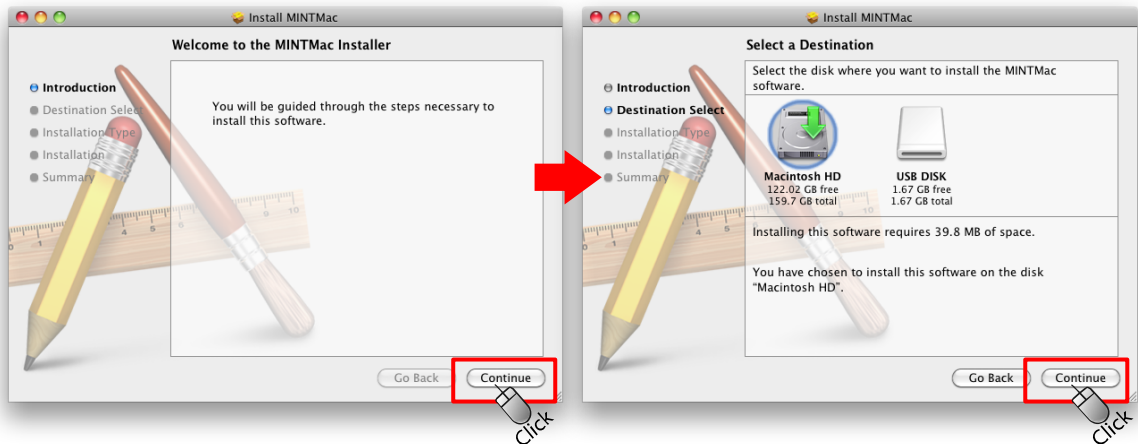 Install MINTMac
Welcome to the MINTMac Installer
Introduction
Destination Select
Installation Type
Installation
Summary
You will be guided through the steps necessary to
install this software.
Go Back
Continue
Click
Install MINTMac
Select a Destination
Introduction
Destination Select
Installation Type
Installation
Summary
Select the disk where you want to install the MINTMac
software.
Macintosh HD
122.02 GB free
159.7 GB total
USB DISK
1.67 GB free
1.67 GB total
Installing this software requires 39.8 MB of space.
You have chosen to install this software on the disk
“Macintosh HD”.
Go Back
Continue
Click